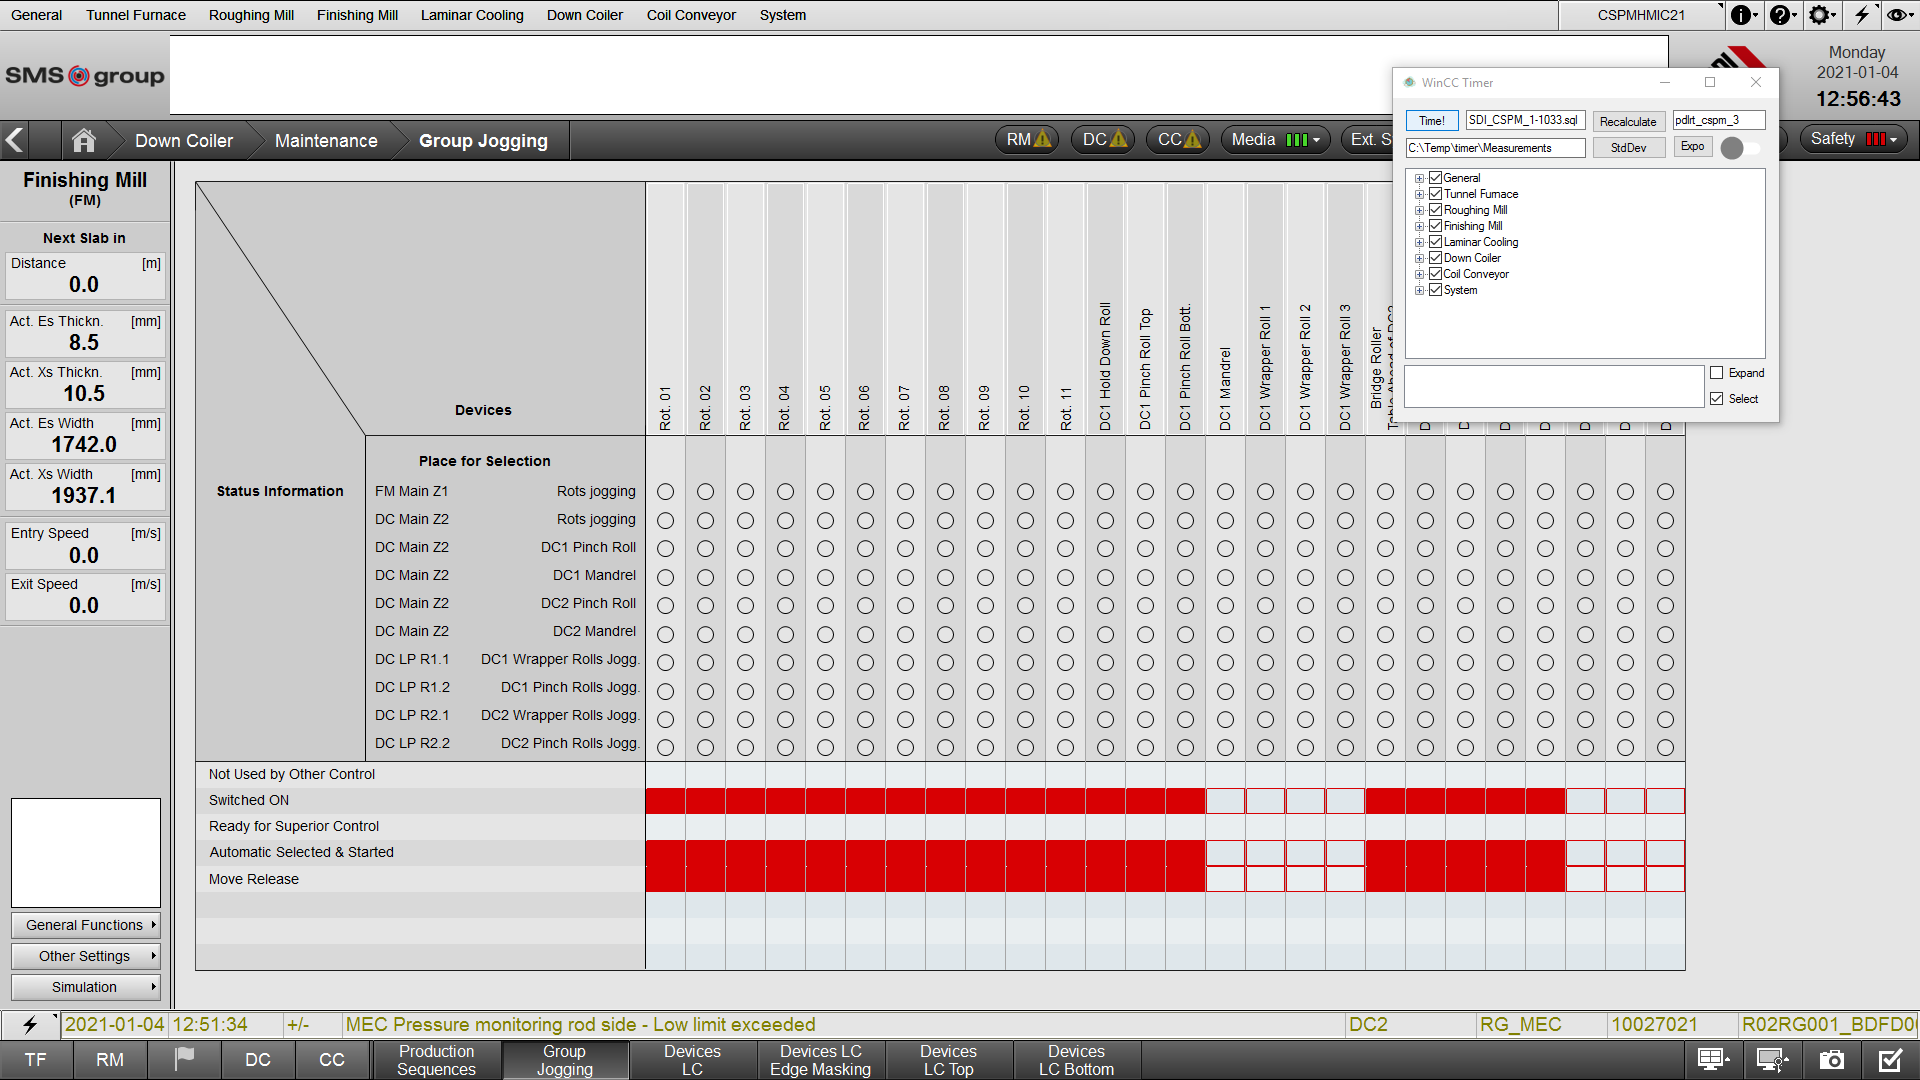 General Tunnel Furnace Roughing Mill Finishing Mill Laminar Cooling Down Coiler Coil Conveyor System CSPMHMIC21
SMS group
Monday
2021-01-04
12:56:43
Down Coiler Maintenance Group Jogging RM DC CC Media Ext. S Safety
WinCC Timer
Time! SDI_CSPM_1-1033.sql Recalculate pdlrt_cspm_3
C:\Temp\timer\Measurements StdDev Expo
General
Tunnel Furnace
Roughing Mill
Finishing Mill
Laminar Cooling
Down Coiler
Coil Conveyor
System
Expand
Select
Finishing Mill
(FM)
Next Slab in
Distance [m]
0.0
Act. Es Thickn. [mm]
8.5
Act. Xs Thickn. [mm]
10.5
Act. Es Width [mm]
1742.0
Act. Xs Width [mm]
1937.1
Entry Speed [m/s]
0.0
Exit Speed [m/s]
0.0
General Functions
Other Settings
Simulation
Devices
Rot. 01
Rot. 02
Rot. 03
Rot. 04
Rot. 05
Rot. 06
Rot. 07
Rot. 08
Rot. 09
Rot. 10
Rot. 11
DC1 Hold Down Roll
DC1 Pinch Roll Top
DC1 Pinch Roll Bott.
DC1 Mandrel
DC1 Wrapper Roll 1
DC1 Wrapper Roll 2
DC1 Wrapper Roll 3
Bridge Roller
Table Ahead of DC2
Place for Selection
Status Information
FM Main Z1 Rots jogging
DC Main Z2 Rots jogging
DC Main Z2 DC1 Pinch Roll
DC Main Z2 DC1 Mandrel
DC Main Z2 DC2 Pinch Roll
DC Main Z2 DC2 Mandrel
DC LP R1.1 DC1 Wrapper Rolls Jogg.
DC LP R1.2 DC1 Pinch Rolls Jogg.
DC LP R2.1 DC2 Wrapper Rolls Jogg.
DC LP R2.2 DC2 Pinch Rolls Jogg.
Not Used by Other Control
Switched ON
Ready for Superior Control
Automatic Selected & Started
Move Release
2021-01-04 12:51:34 +/- MEC Pressure monitoring rod side - Low limit exceeded DC2 RG_MEC 10027021 R02RG001_BDFD0
TF RM DC CC
Production
Sequences
Group
Jogging
Devices
LC
Devices LC
Edge Masking
Devices
LC Top
Devices
LC Bottom